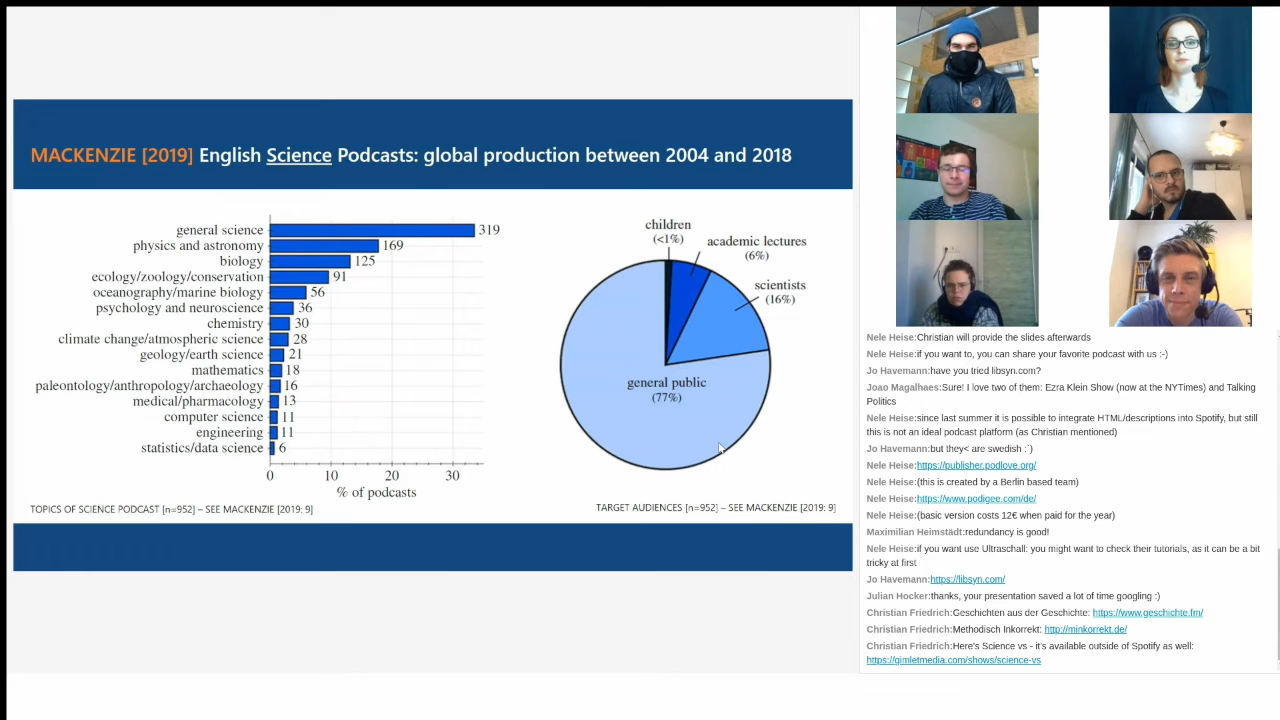 MACKENZIE [2019] English Science Podcasts: global production between 2004 and 2018
general science 319
physics and astronomy 169
biology 125
ecology/zoology/conservation 91
oceanography/marine biology 56
psychology and neuroscience 36
chemistry 30
climate change/atmospheric science 28
geology/earth science 21
mathematics 18
paleontology/anthropology/archaeology 16
medical/pharmacology 13
computer science 11
engineering 11
statistics/data science 6
0 10 20 30
% of podcasts
TOPICS OF SCIENCE PODCAST [n=952] – SEE MACKENZIE [2019: 9]
children
(<1%)
academic lectures
(6%)
scientists
(16%)
general public
(77%)
TARGET AUDIENCES [n=952] – SEE MACKENZIE [2019: 9]
Nele Heise:Christian will provide the slides afterwards
Nele Heise:if you want to, you can share your favorite podcast with us :-)
Jo Havemann:have you tried libsyn.com?
Joao Magalhaes:Sure! I love two of them: Ezra Klein Show (now at the NYTimes) and Talking
Politics
Nele Heise:since last summer it is possible to integrate HTML/descriptions into Spotify, but still
this is not an ideal podcast platform (as Christian mentioned)
Jo Havemann:but they< are swedish :`)
Nele Heise:https://publisher.podlove.org/
Nele Heise:(this is created by a Berlin based team)
Nele Heise:https://www.podigee.com/de/
Nele Heise:(basic version costs 12€ when paid for the year)
Maximilian Heimstädt:redundancy is good!
Nele Heise:if you want use Ultraschall: you might want to check their tutorials, as it can be a bit
tricky at first
Jo Havemann:https://libsyn.com/
Julian Hocker:thanks, your presentation saved a lot of time googling :)
Christian Friedrich:Geschichten aus der Geschichte: https://www.geschichte.fm/
Christian Friedrich:Methodisch Inkorrekt: http://minkorrekt.de/
Christian Friedrich:Here's Science vs - it's available outside of Spotify as well:
https://gimletmedia.com/shows/science-vs